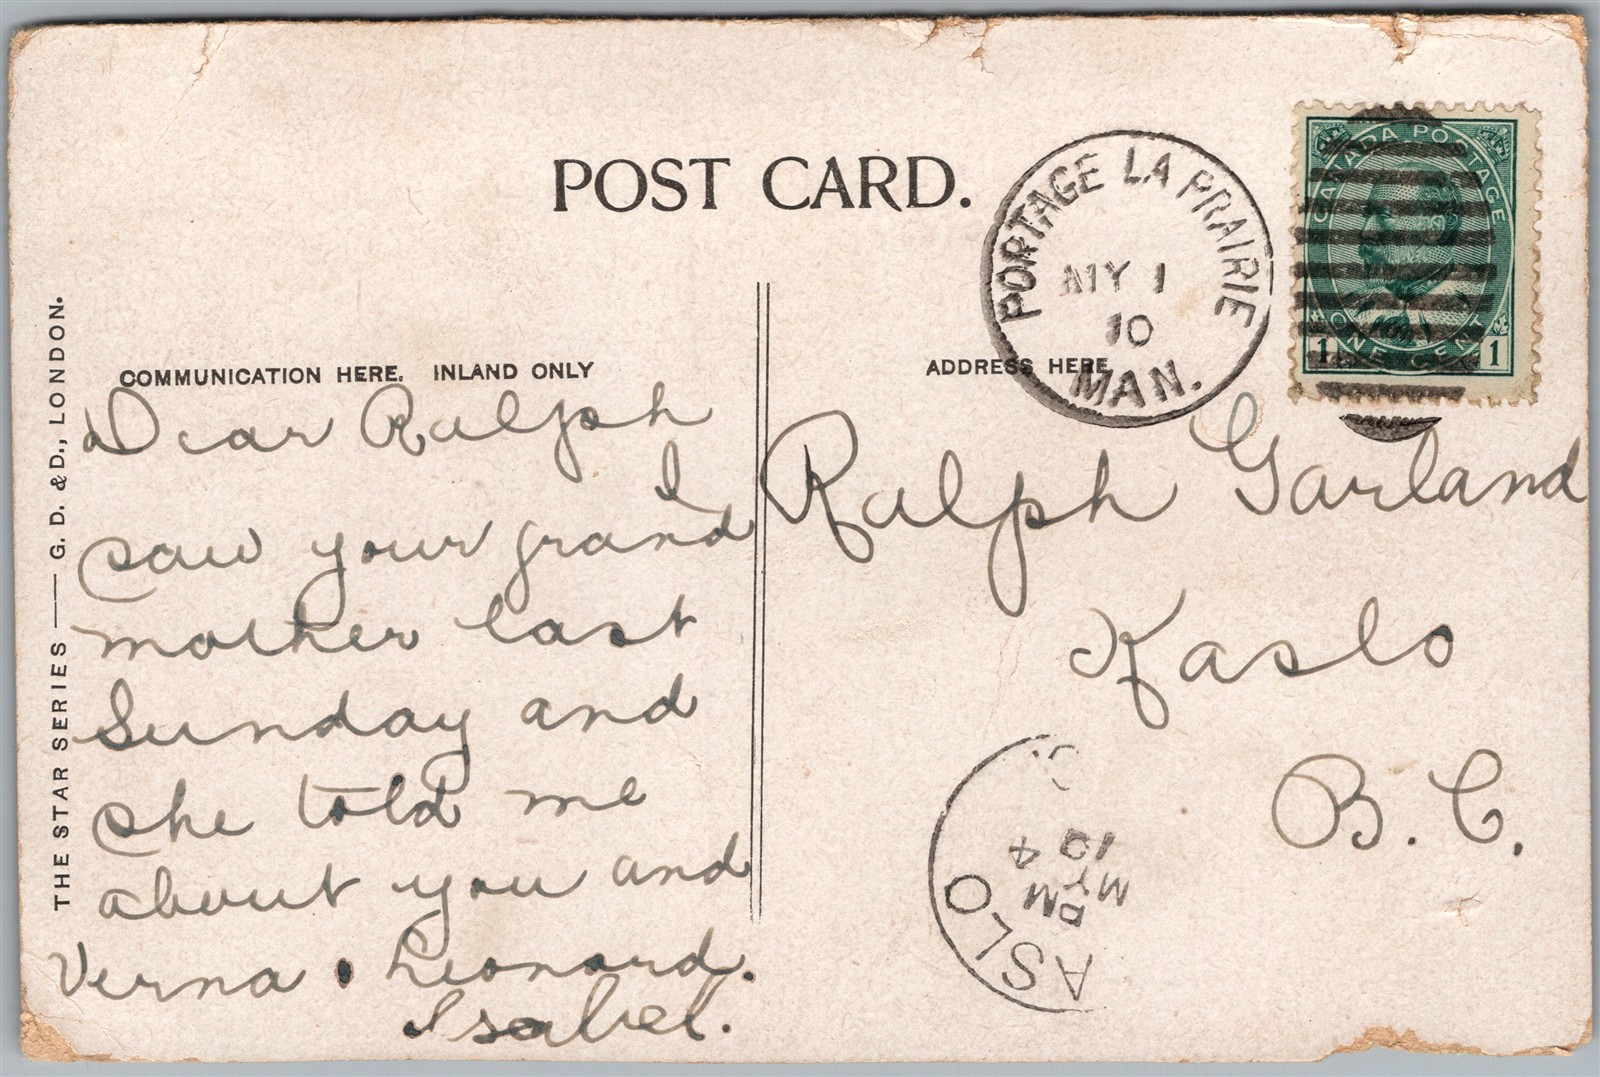 POST CARD.
THE STAR SERIES — G. D. & D., LONDON.
COMMUNICATION HERE. INLAND ONLY
ADDRESS HERE
PORTAGE LA PRAIRIE
MY 1
10
MAN.
CANADA POSTAGE
ONE CENT
1 1
Dear Ralph
I
saw your grand
mother last
Sunday and
she told me
about you and
Verna . Leonard.
Isabel.
Ralph Garland
Kaslo
B. C.
ASLO
PM
MY
4
10